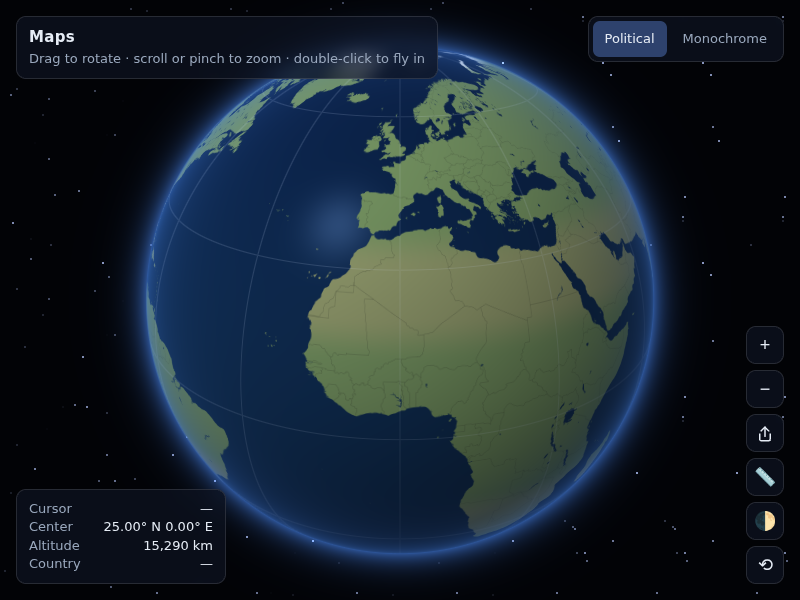 Maps
Drag to rotate · scroll or pinch to zoom · double-click to fly in
Political
Monochrome
+
−
Cursor —
Center 25.00° N 0.00° E
Altitude 15,290 km
Country —